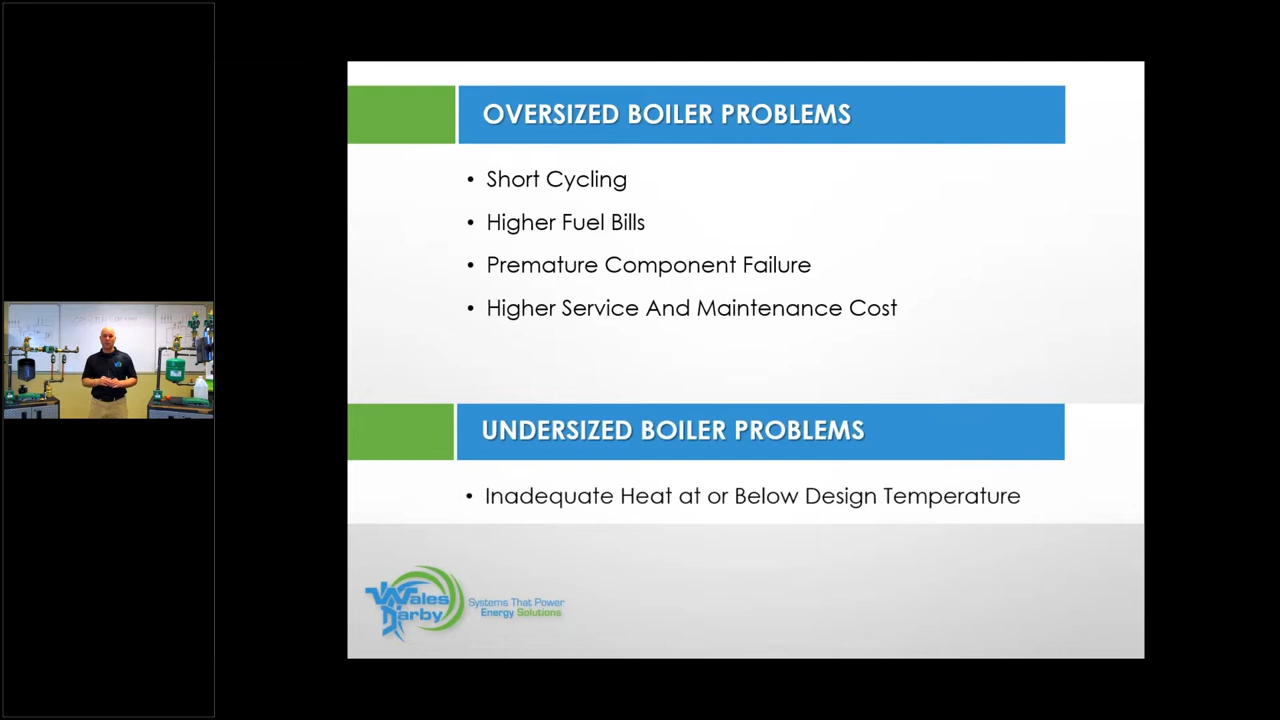 OVERSIZED BOILER PROBLEMS
• Short Cycling
• Higher Fuel Bills
• Premature Component Failure
• Higher Service And Maintenance Cost
UNDERSIZED BOILER PROBLEMS
• Inadequate Heat at or Below Design Temperature
Wales Darby
Systems That Power
Energy Solutions